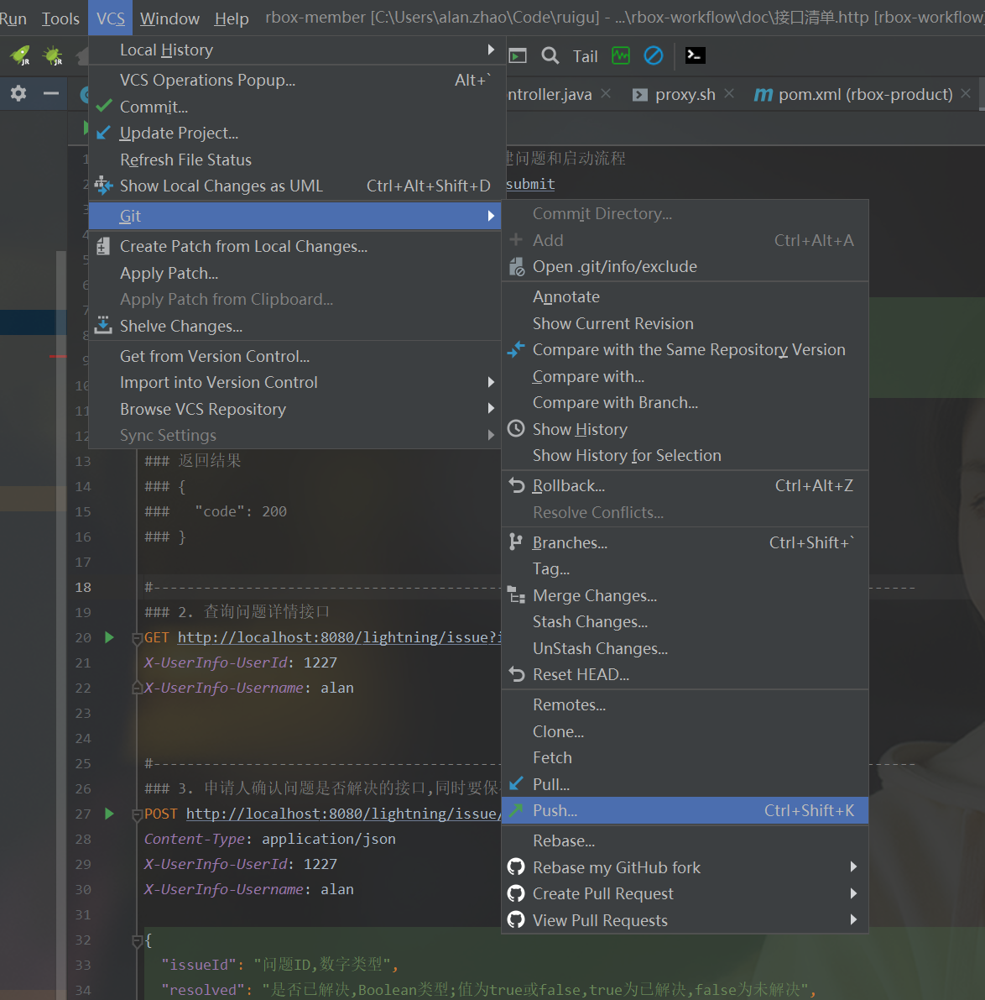 Run Tools VCS Window Help rbox-member [C:\Users\alan.zhao\Code\ruigu] - ...\rbox-workflow\doc\接口清单.http [rbox-workflow
JR JR Tail
ntroller.java proxy.sh pom.xml (rbox-product)
Local History
VCS Operations Popup... Alt+`
Commit...
Update Project...
Refresh File Status
Show Local Changes as UML Ctrl+Alt+Shift+D
Git
Create Patch from Local Changes...
Apply Patch...
Apply Patch from Clipboard...
Shelve Changes...
Get from Version Control...
Import into Version Control
Browse VCS Repository
Sync Settings
Commit Directory...
Add Ctrl+Alt+A
Open .git/info/exclude
Annotate
Show Current Revision
Compare with the Same Repository Version
Compare with...
Compare with Branch...
Show History
Show History for Selection
Rollback... Ctrl+Alt+Z
Resolve Conflicts...
Branches... Ctrl+Shift+`
Tag...
Merge Changes...
Stash Changes...
UnStash Changes...
Reset HEAD...
Remotes...
Clone...
Fetch
Pull...
Push... Ctrl+Shift+K
Rebase...
Rebase my GitHub fork
Create Pull Request
View Pull Requests
1 建问题和启动流程
2 submit
3
4
5
6
7
8
9
10
11
12
13 ### 返回结果
14 ### {
15 ###   "code": 200
16 ### }
17
18 #------------------------------------------------------------------------------------------
19 ### 2. 查询问题详情接口
20 GET http://localhost:8080/lightning/issue?i
21 X-UserInfo-UserId: 1227
22 X-UserInfo-Username: alan
23
24
25 #------------------------------------------------------------------------------------------
26 ### 3. 申请人确认问题是否解决的接口,同时要保
27 POST http://localhost:8080/lightning/issue/
28 Content-Type: application/json
29 X-UserInfo-UserId: 1227
30 X-UserInfo-Username: alan
31
32 {
33   "issueId": "问题ID,数字类型",
34   "resolved": "是否已解决,Boolean类型;值为true或false,true为已解决,false为未解决",